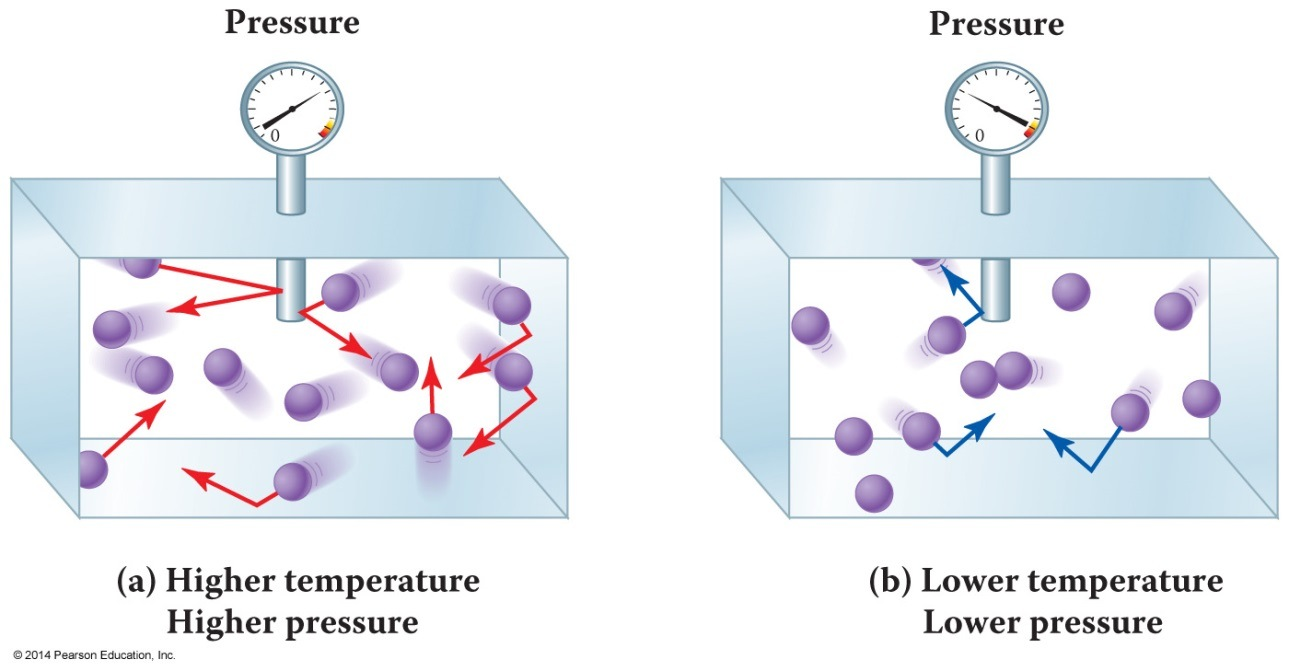 Pressure
Pressure
0
0
(a) Higher temperature
Higher pressure
(b) Lower temperature
Lower pressure
© 2014 Pearson Education, Inc.